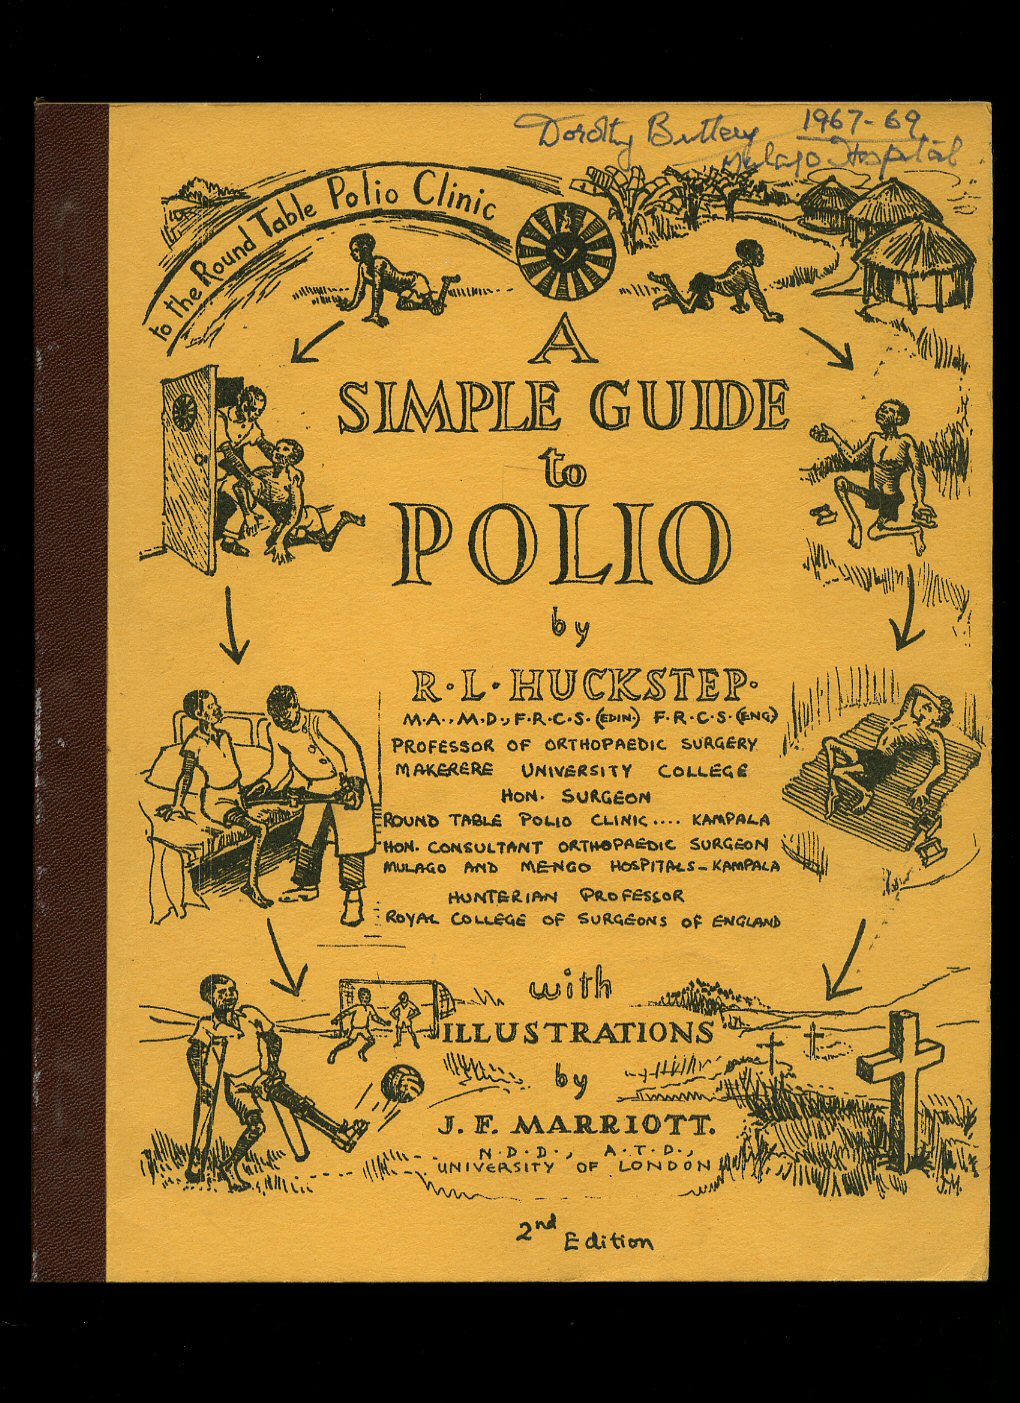 Dorothy Buttery 1967-69
Mulago Hospital
to the Round Table Polio Clinic
A
SIMPLE GUIDE
to
POLIO
by
R·L·HUCKSTEP·
M·A·, M·D·, F·R·C·S· (EDIN·) F·R·C·S· (ENG)
PROFESSOR OF ORTHOPAEDIC SURGERY
MAKERERE UNIVERSITY COLLEGE
HON· SURGEON
ROUND TABLE POLIO CLINIC.... KAMPALA
HON. CONSULTANT ORTHOPAEDIC SURGEON
MULAGO AND MENGO HOSPITALS - KAMPALA
HUNTERIAN PROFESSOR
ROYAL COLLEGE OF SURGEONS OF ENGLAND
with
ILLUSTRATIONS
by
J. F. MARRIOTT.
N·D·D·, A·T·D·,
UNIVERSITY OF LONDON
J.M.
2nd Edition